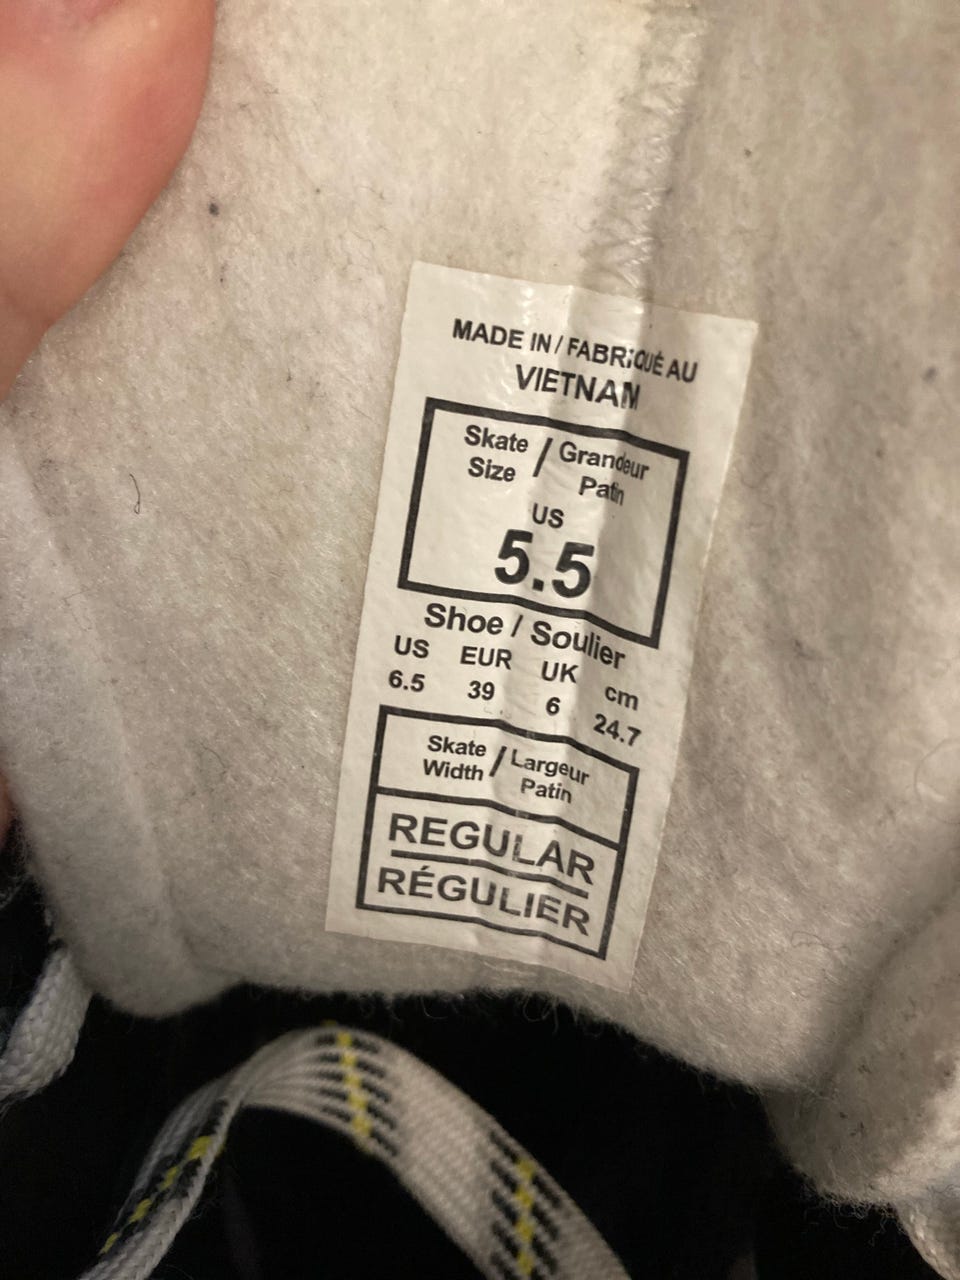 MADE IN / FABRIQUÉ AU
VIETNAM
Skate Size / Grandeur Patin
US
5.5
Shoe / Soulier
US EUR UK cm
6.5 39 6 24.7
Skate Width / Largeur Patin
REGULAR
RÉGULIER